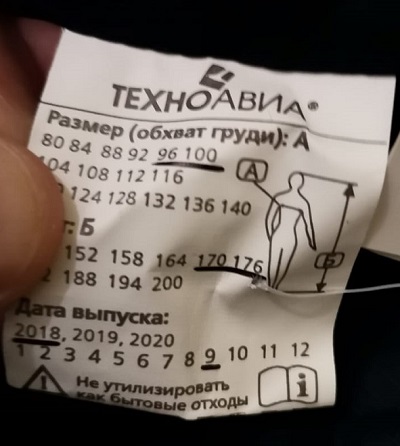 ТЕХНОАВИА®
Размер (обхват груди): А
80 84 88 92 96 100
104 108 112 116
124 128 132 136 140
А
: Б
152 158 164 170 176
188 194 200
Б
Дата выпуска:
2018, 2019, 2020
1 2 3 4 5 6 7 8 9 10 11 12
Не утилизировать
как бытовые отходы
i